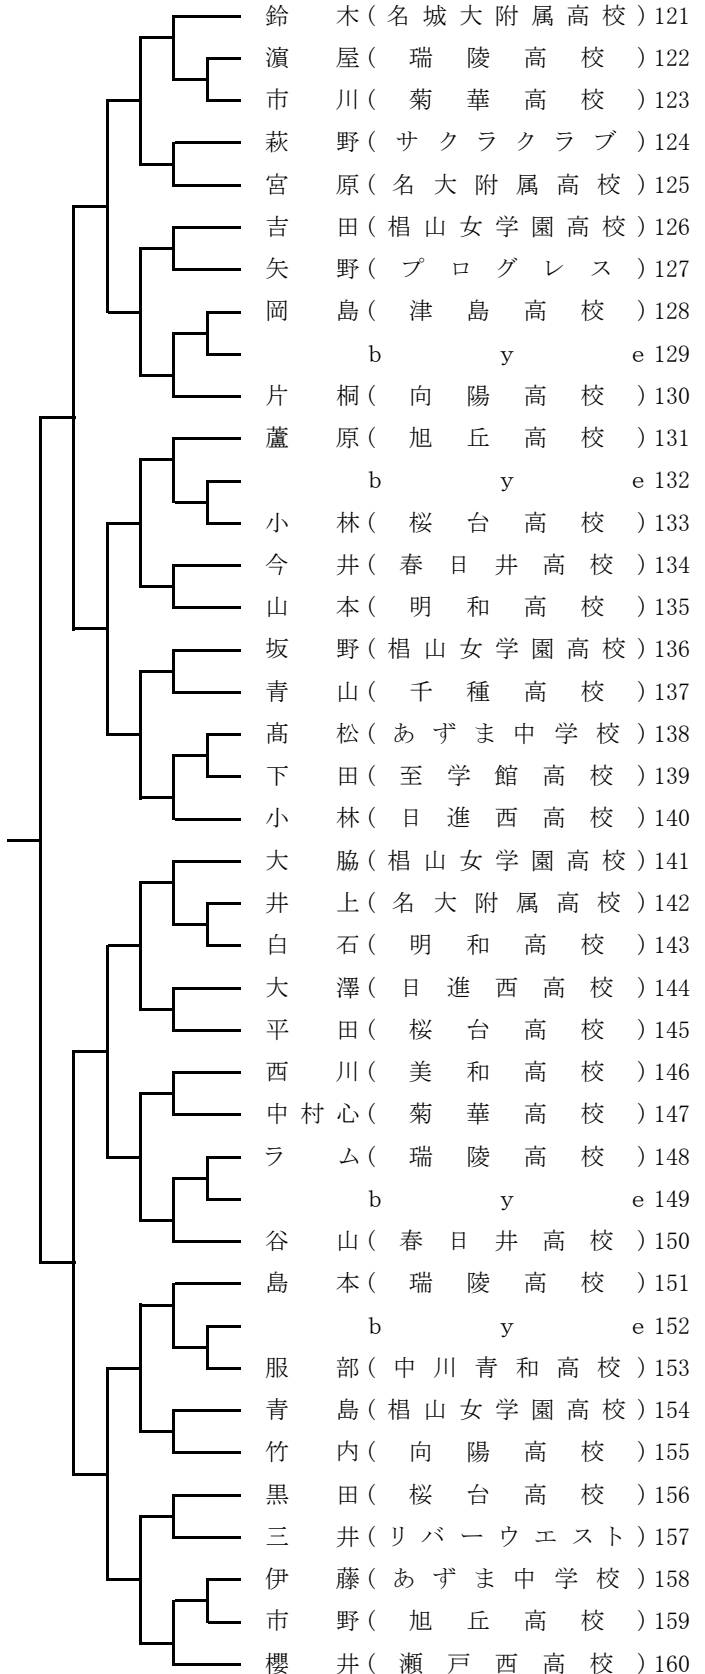 鈴木(名城大附属高校)121
濵屋(瑞陵高校)122
市川(菊華高校)123
萩野(サクラクラブ)124
宮原(名大附属高校)125
吉田(椙山女学園高校)126
矢野(プログレス)127
岡島(津島高校)128
bye129
片桐(向陽高校)130
蘆原(旭丘高校)131
bye132
小林(桜台高校)133
今井(春日井高校)134
山本(明和高校)135
坂野(椙山女学園高校)136
青山(千種高校)137
髙松(あずま中学校)138
下田(至学館高校)139
小林(日進西高校)140
大脇(椙山女学園高校)141
井上(名大附属高校)142
白石(明和高校)143
大澤(日進西高校)144
平田(桜台高校)145
西川(美和高校)146
中村心(菊華高校)147
ラム(瑞陵高校)148
bye149
谷山(春日井高校)150
島本(瑞陵高校)151
bye152
服部(中川青和高校)153
青島(椙山女学園高校)154
竹内(向陽高校)155
黒田(桜台高校)156
三井(リバーウエスト)157
伊藤(あずま中学校)158
市野(旭丘高校)159
櫻井(瀬戸西高校)160